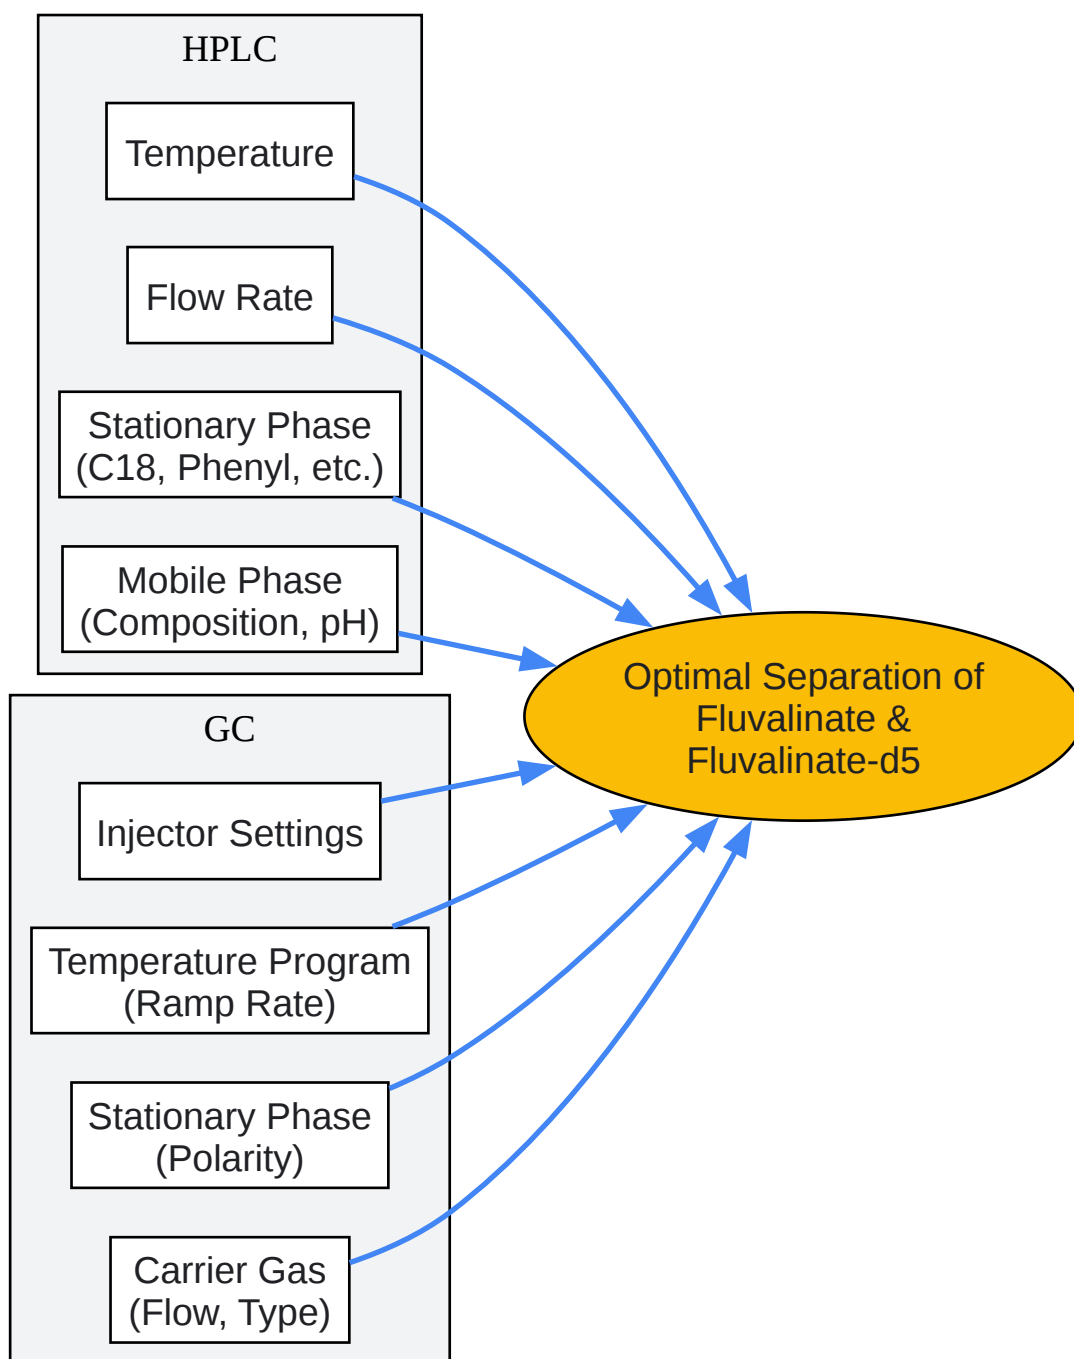 HPLC
Temperature
Flow Rate
Stationary Phase
(C18, Phenyl, etc.)
Mobile Phase
(Composition, pH)
GC
Injector Settings
Temperature Program
(Ramp Rate)
Stationary Phase
(Polarity)
Carrier Gas
(Flow, Type)
Optimal Separation of
Fluvalinate &
Fluvalinate-d5